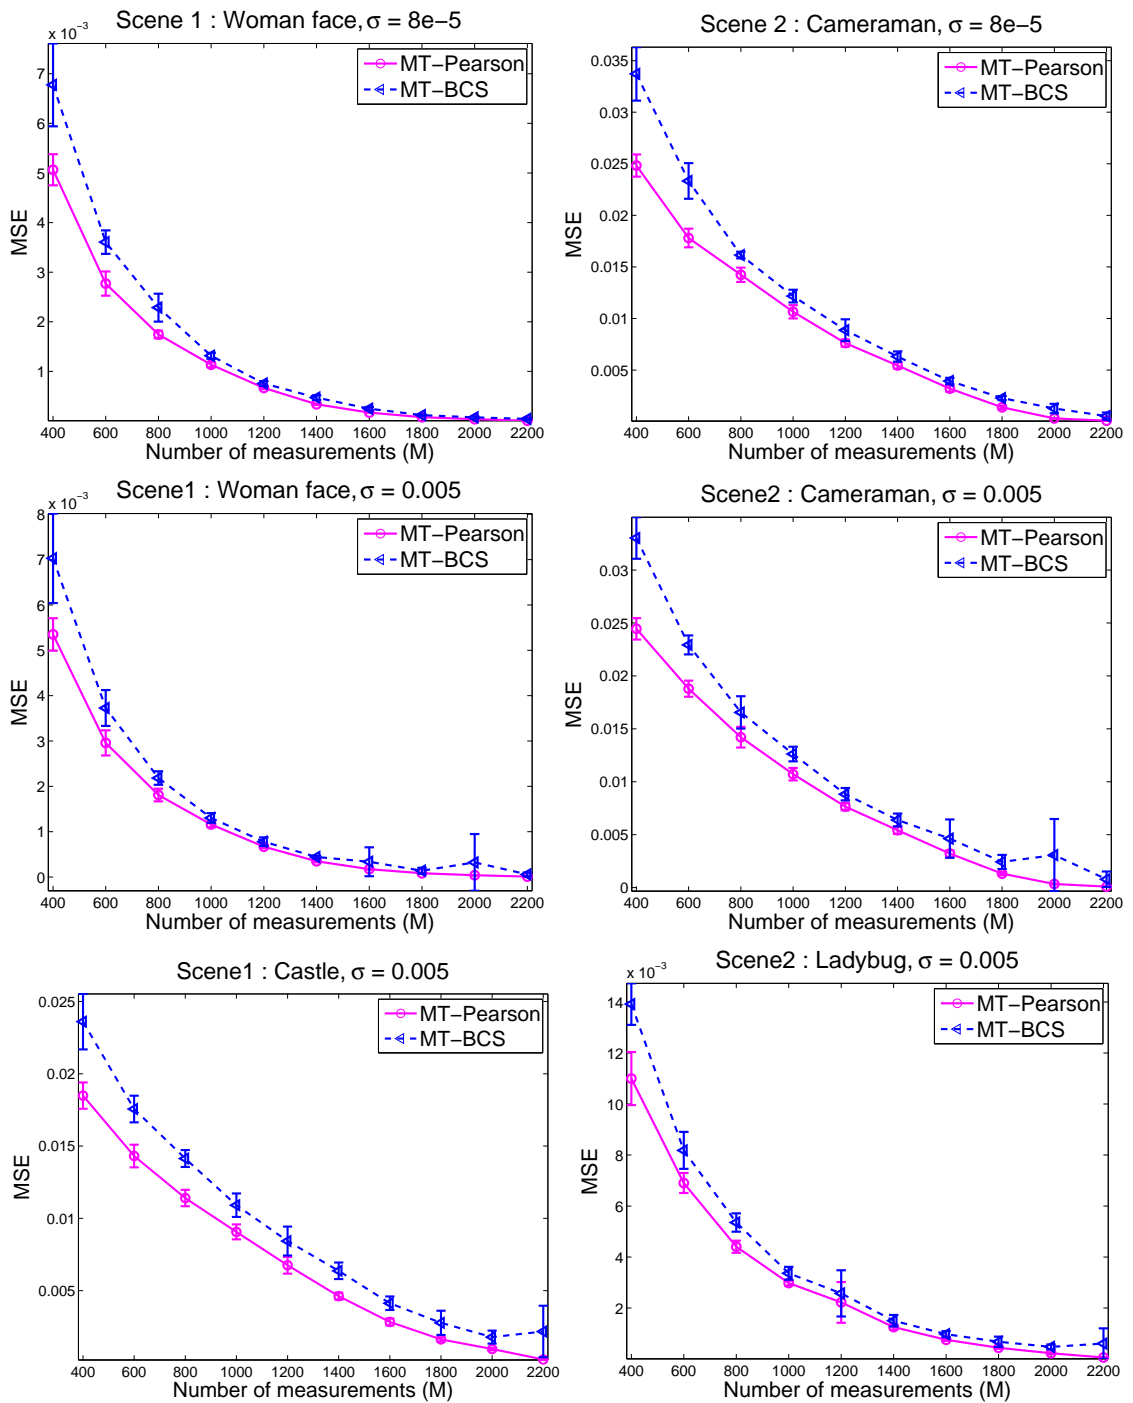 Scene 1 : Woman face, σ = 8e−5
x 10⁻³
7
6
5
4
3
2
1
MSE
400 600 800 1000 1200 1400 1600 1800 2000 2200
Number of measurements (M)
MT−Pearson
MT−BCS
Scene 2 : Cameraman, σ = 8e−5
0.035
0.03
0.025
0.02
0.015
0.01
0.005
MSE
400 600 800 1000 1200 1400 1600 1800 2000 2200
Number of measurements (M)
MT−Pearson
MT−BCS
Scene1 : Woman face, σ = 0.005
x 10⁻³
8
7
6
5
4
3
2
1
0
MSE
400 600 800 1000 1200 1400 1600 1800 2000 2200
Number of measurements (M)
MT−Pearson
MT−BCS
Scene2 : Cameraman, σ = 0.005
0.03
0.025
0.02
0.015
0.01
0.005
0
MSE
400 600 800 1000 1200 1400 1600 1800 2000 2200
Number of measurements (M)
MT−Pearson
MT−BCS
Scene1 : Castle, σ = 0.005
0.025
0.02
0.015
0.01
0.005
MSE
400 600 800 1000 1200 1400 1600 1800 2000 2200
Number of measurements (M)
MT−Pearson
MT−BCS
Scene2 : Ladybug, σ = 0.005
x 10⁻³
14
12
10
8
6
4
2
MSE
400 600 800 1000 1200 1400 1600 1800 2000 2200
Number of measurements (M)
MT−Pearson
MT−BCS